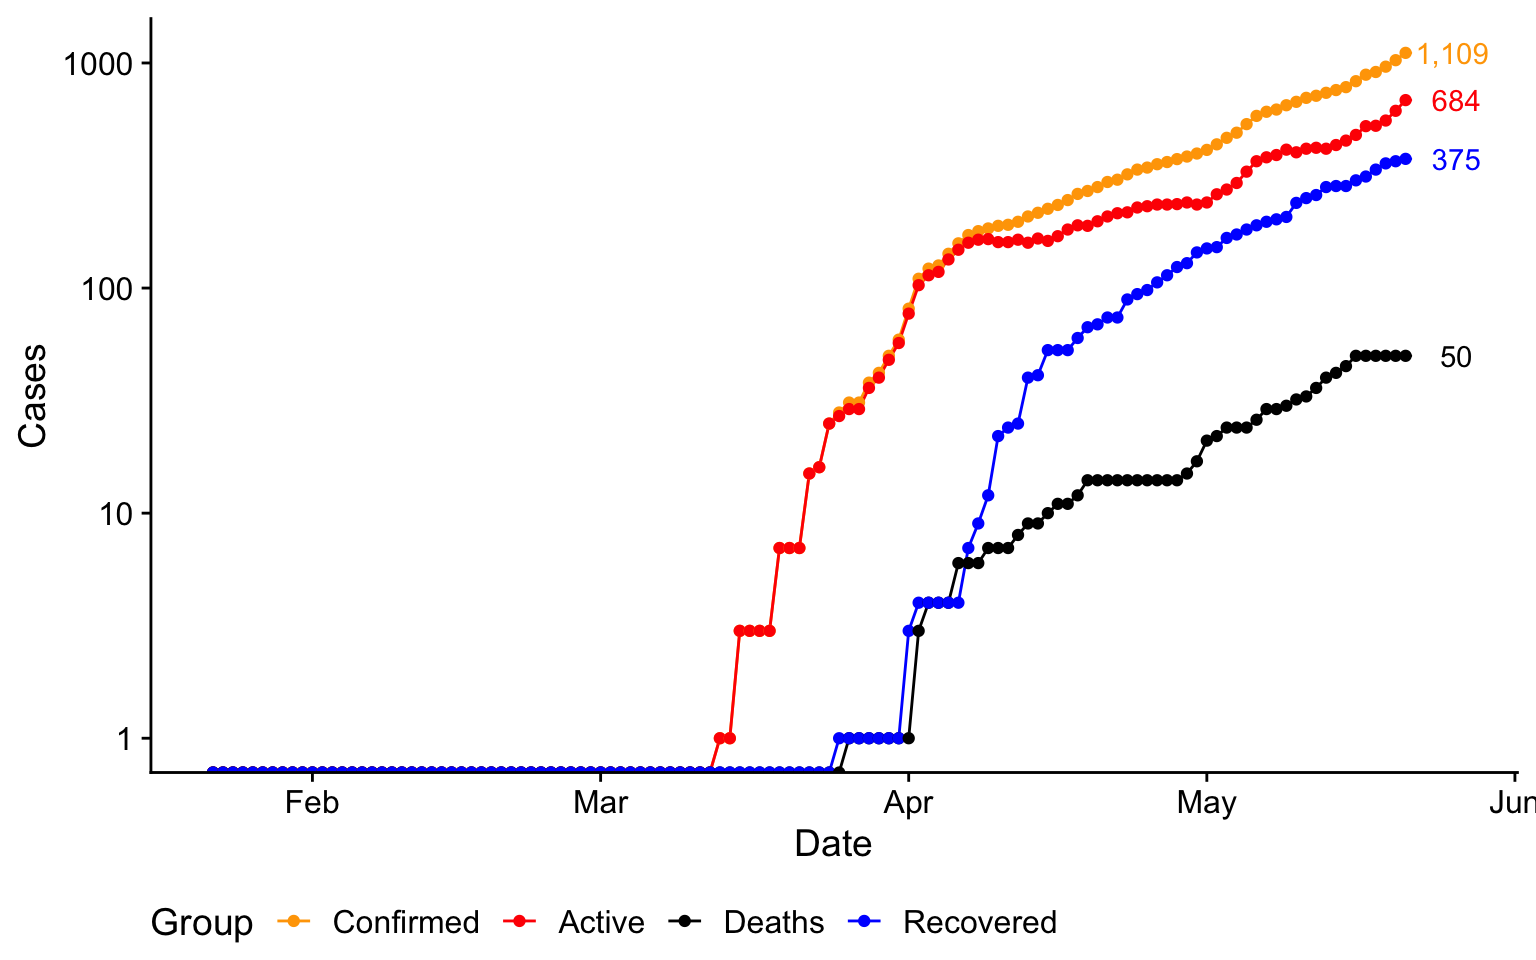 1000
100
10
1
Cases
1,109
684
375
50
Feb Mar Apr May Jun
Date
Group Confirmed Active Deaths Recovered